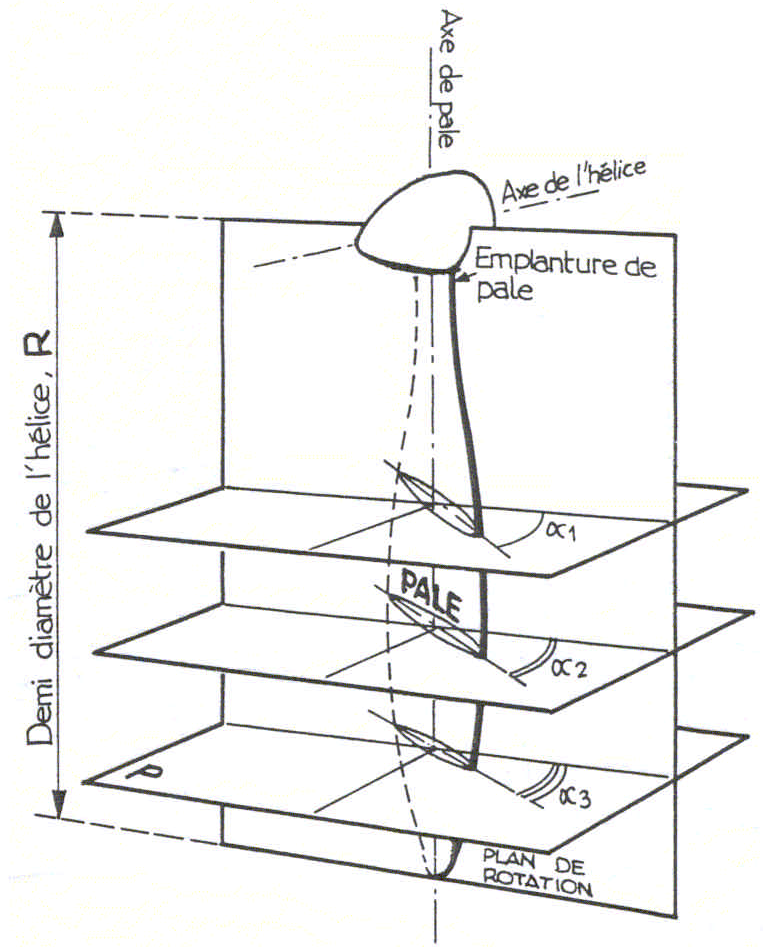 Axe de pale
Axe de l'hélice
Emplanture de
pale
Demi diamètre de l'hélice, R
α1
PALE
α2
P
α3
PLAN DE
ROTATION